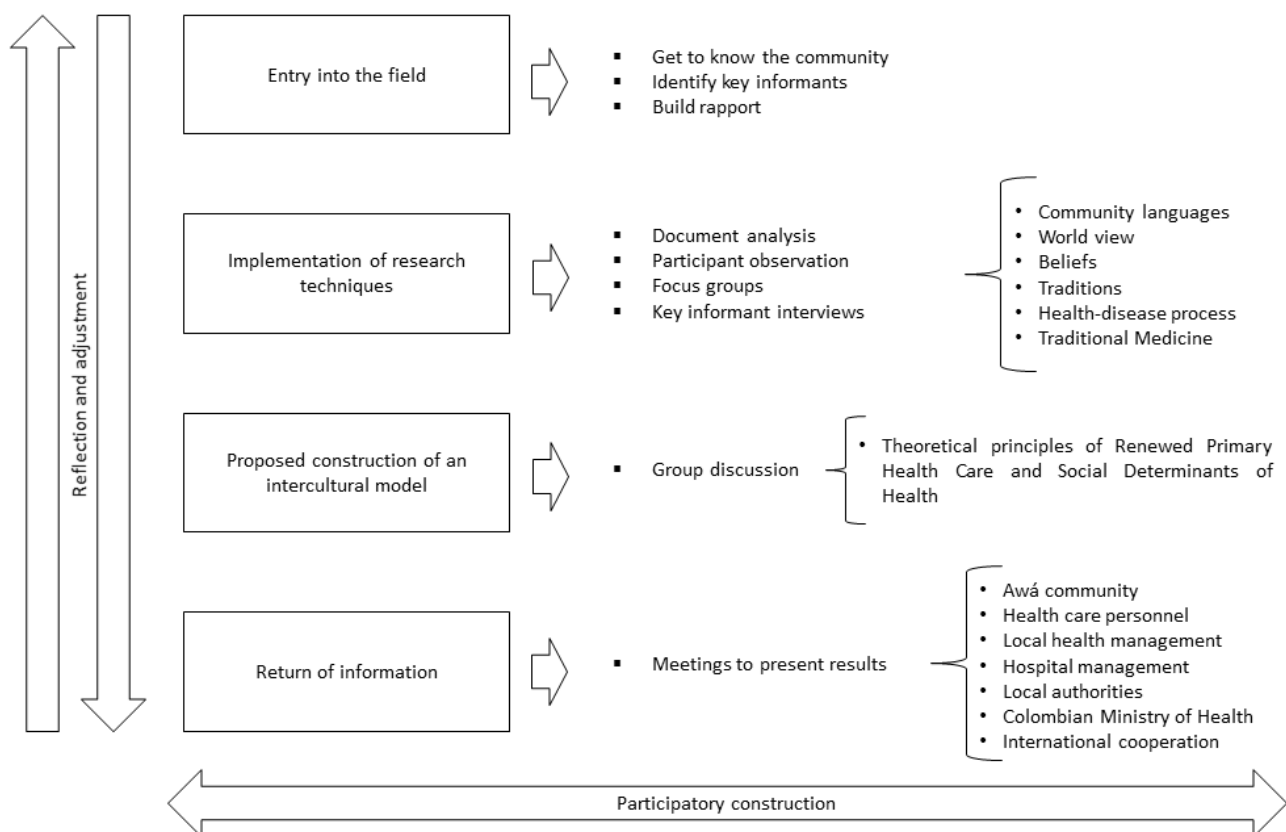 Reflection and adjustment
Entry into the field
▪ Get to know the community
▪ Identify key informants
▪ Build rapport
Implementation of research
techniques
▪ Document analysis
▪ Participant observation
▪ Focus groups
▪ Key informant interviews
• Community languages
• World view
• Beliefs
• Traditions
• Health-disease process
• Traditional Medicine
Proposed construction of an
intercultural model
▪ Group discussion
• Theoretical principles of Renewed Primary
Health Care and Social Determinants of
Health
Return of information
▪ Meetings to present results
• Awá community
• Health care personnel
• Local health management
• Hospital management
• Local authorities
• Colombian Ministry of Health
• International cooperation
Participatory construction